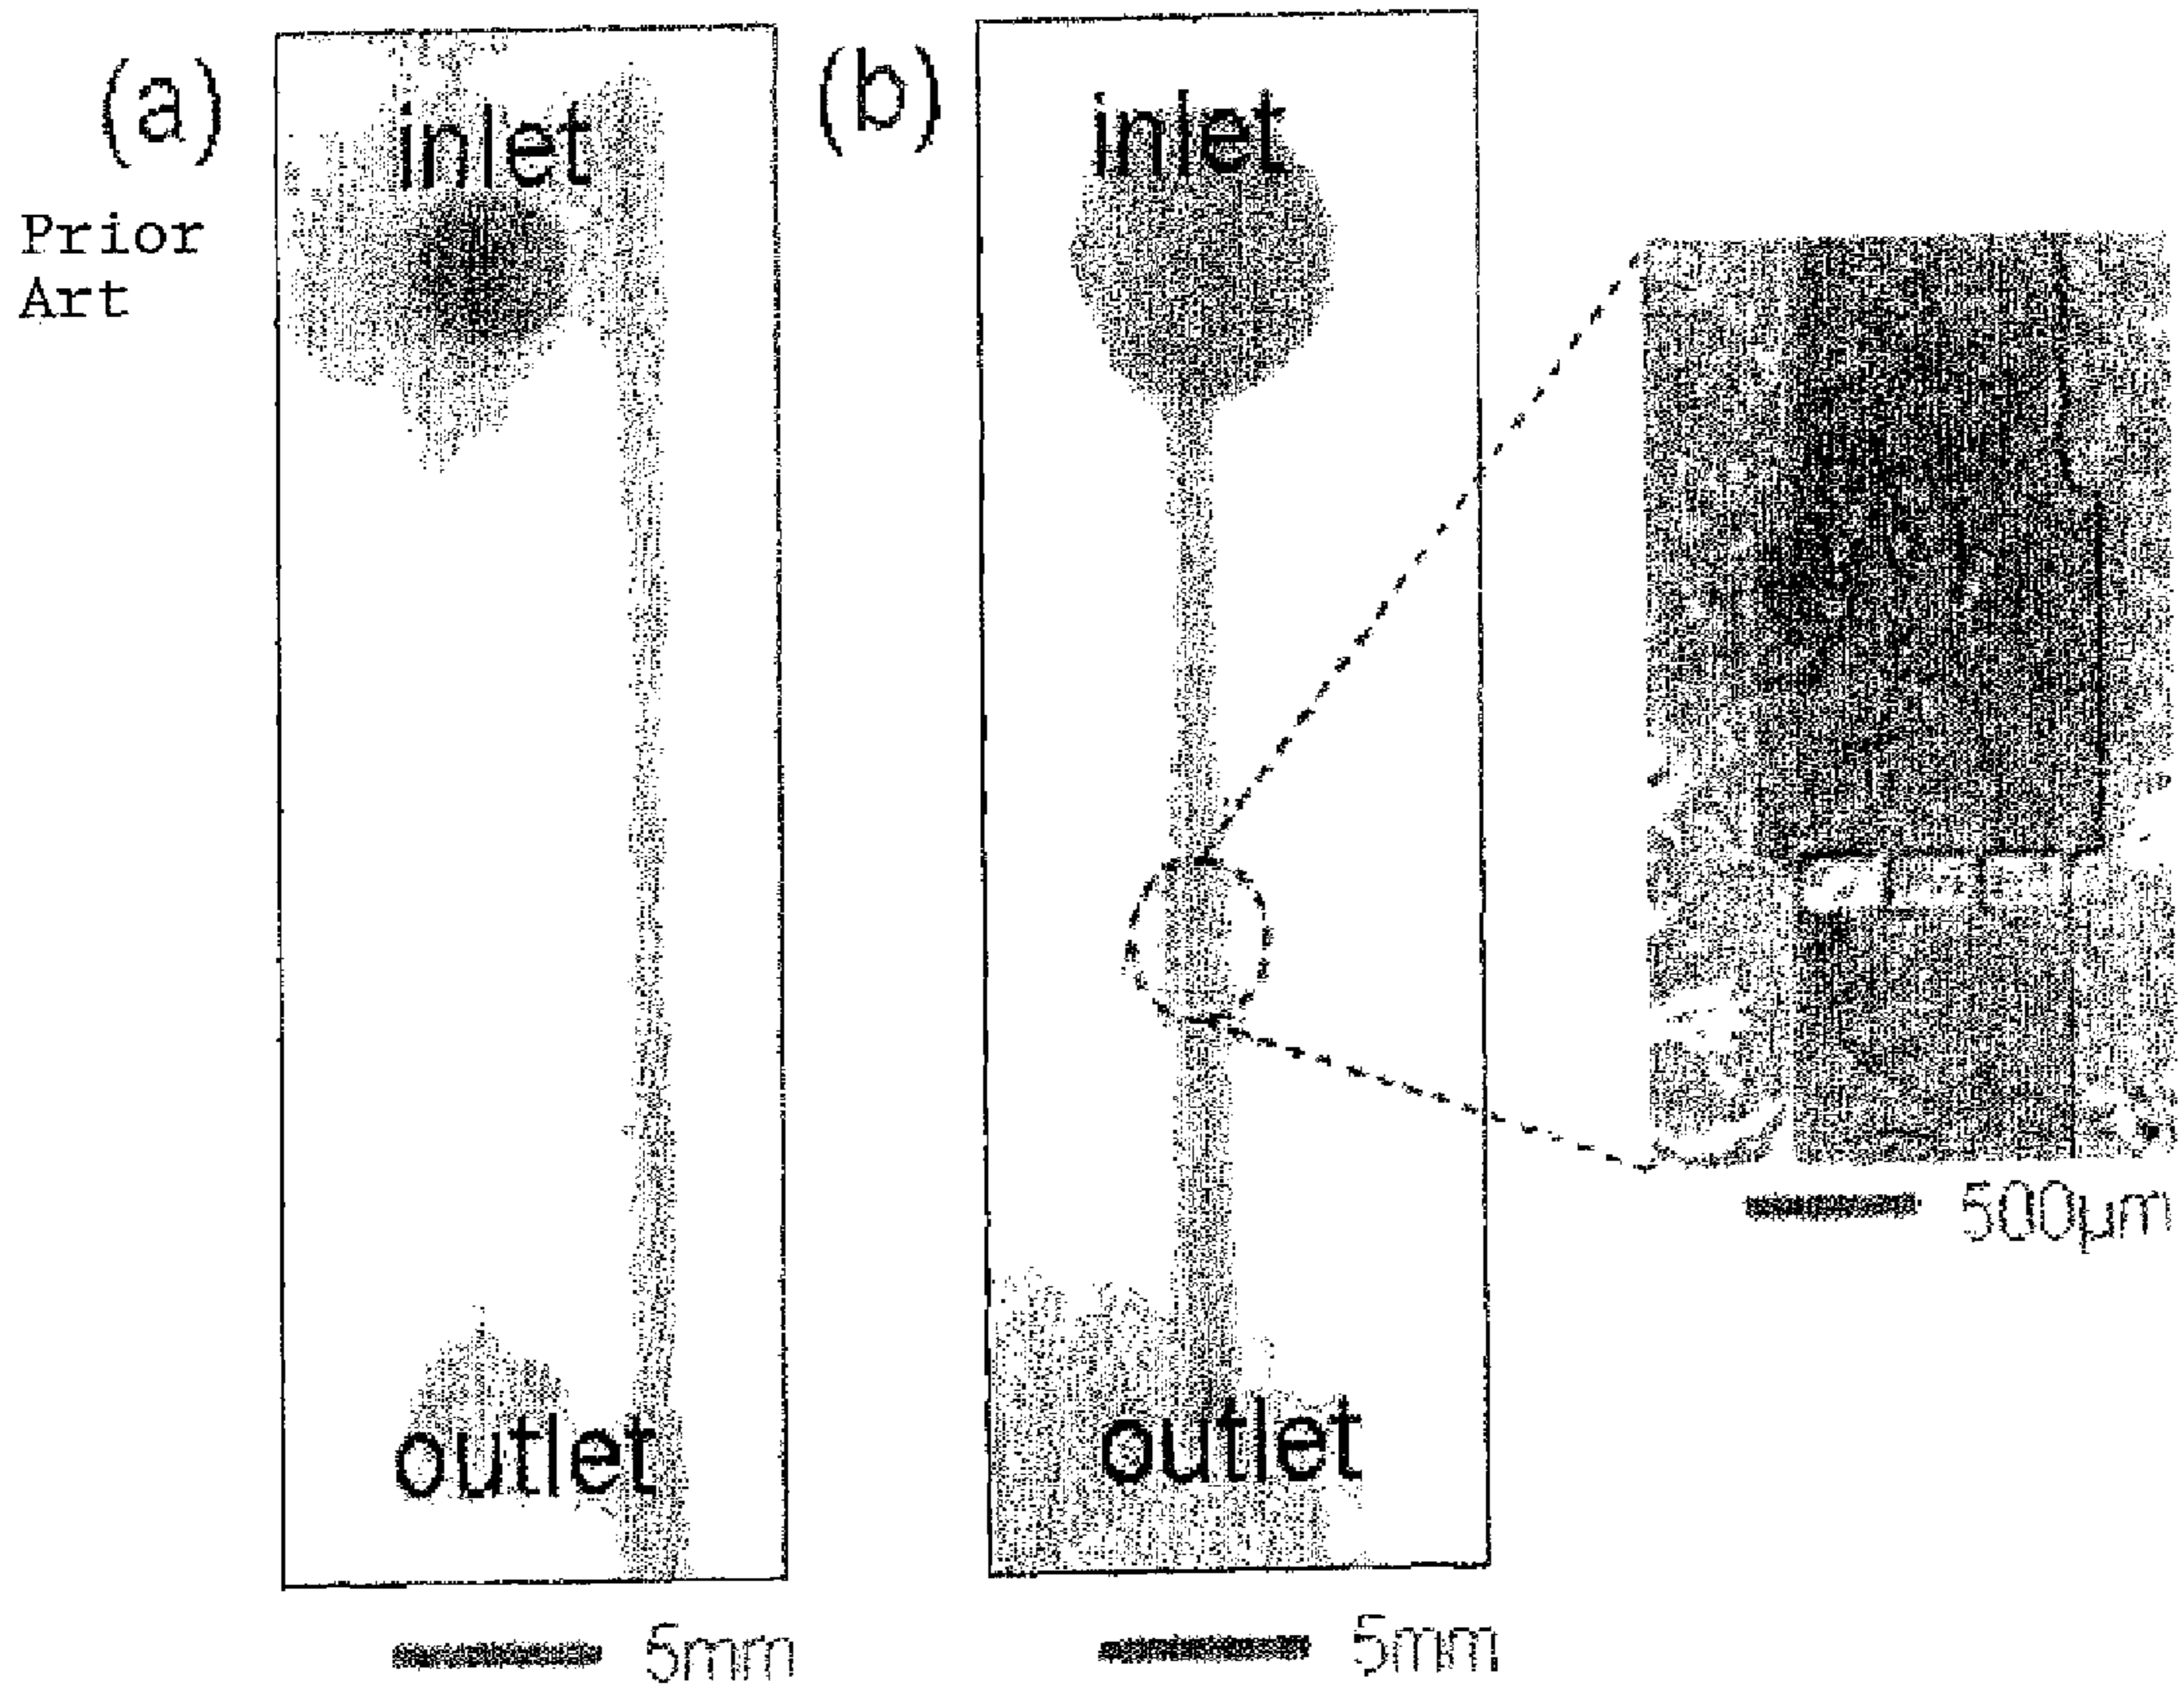 (a)
Prior
Art
inlet
outlet
5mm
(b)
inlet
outlet
5mm
500μm